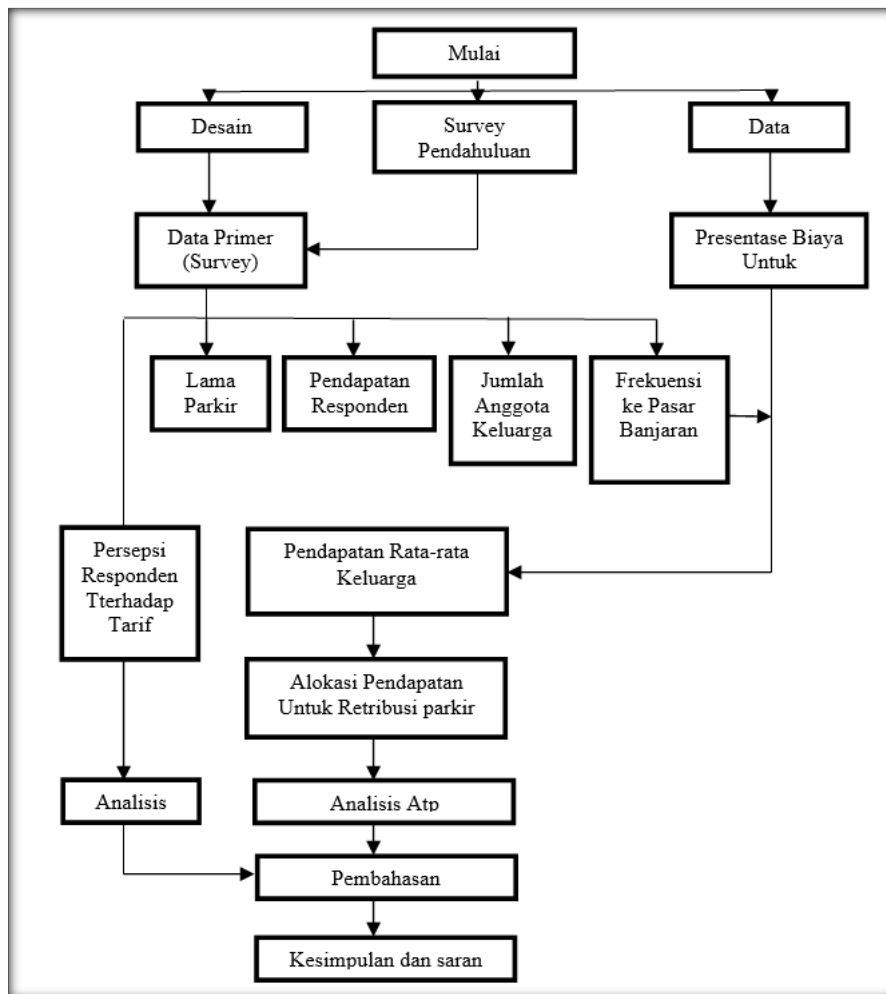 Mulai
Desain
Survey
Pendahuluan
Data
Data Primer
(Survey)
Presentase Biaya
Untuk
Lama
Parkir
Pendapatan
Responden
Jumlah
Anggota
Keluarga
Frekuensi
ke Pasar
Banjaran
Persepsi
Responden
Tterhadap
Tarif
Pendapatan Rata-rata
Keluarga
Alokasi Pendapatan
Untuk Retribusi parkir
Analisis
Analisis Atp
Pembahasan
Kesimpulan dan saran